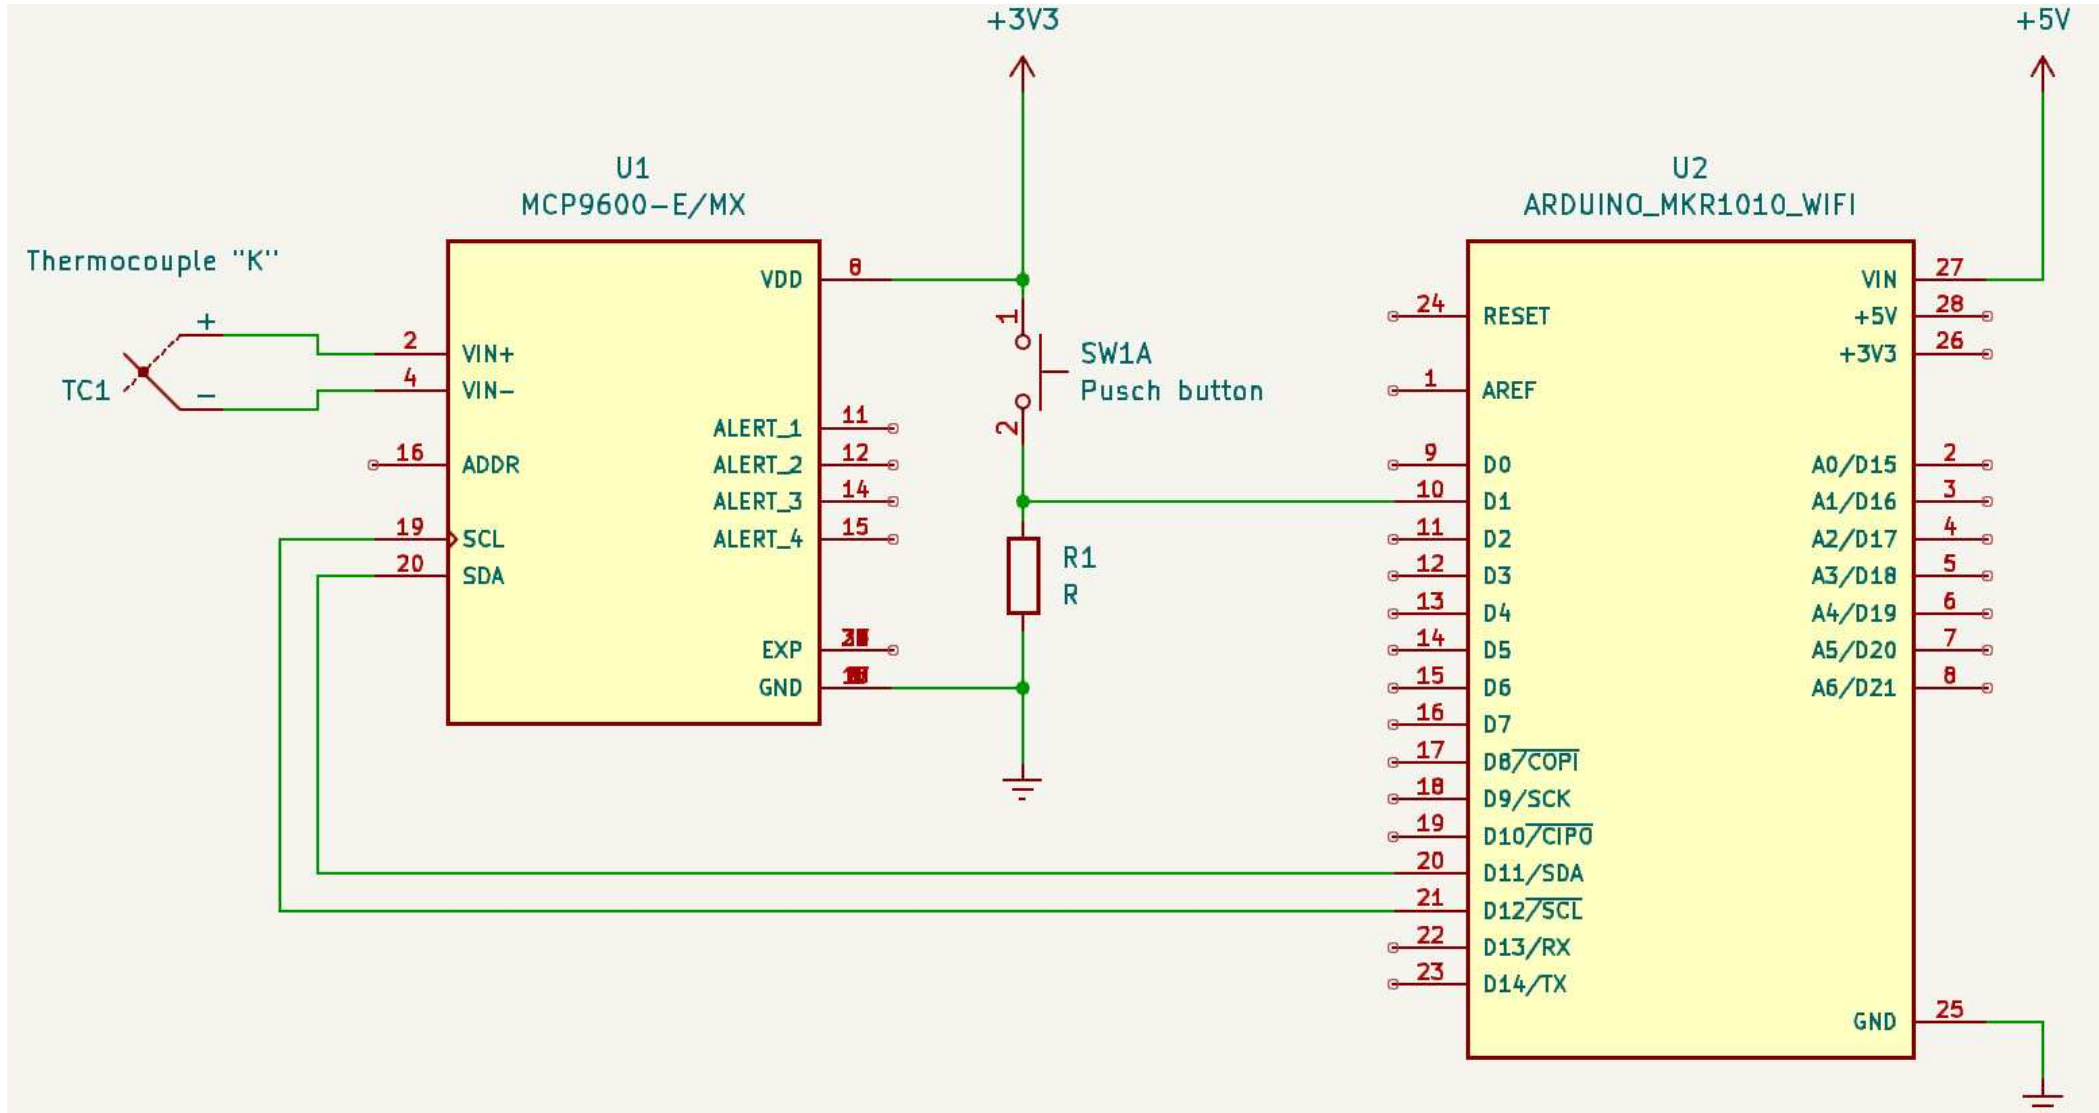 +3V3
+5V
U1
MCP9600-E/MX
U2
ARDUINO_MKR1010_WIFI
Thermocouple "K"
+
-
TC1
2 VIN+
4 VIN-
16 ADDR
19 SCL
20 SDA
VDD 8
ALERT_1 11
ALERT_2 12
ALERT_3 14
ALERT_4 15
EXP
GND
1
2
SW1A
Pusch button
R1
R
24 RESET
1 AREF
9 D0
10 D1
11 D2
12 D3
13 D4
14 D5
15 D6
16 D7
17 D8/COPI
18 D9/SCK
19 D10/CIPO
20 D11/SDA
21 D12/SCL
22 D13/RX
23 D14/TX
VIN 27
+5V 28
+3V3 26
A0/D15 2
A1/D16 3
A2/D17 4
A3/D18 5
A4/D19 6
A5/D20 7
A6/D21 8
GND 25